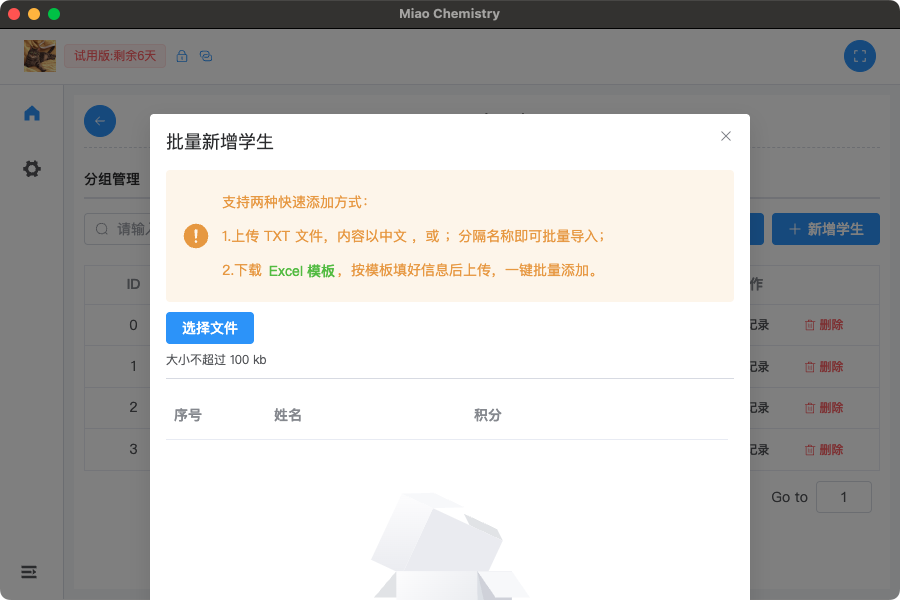 Miao Chemistry
试用版:剩余6天
批量新增学生
支持两种快速添加方式：
1.上传 TXT 文件，内容以中文 ，或 ；分隔名称即可批量导入；
2.下载 Excel 模板，按模板填好信息后上传，一键批量添加。
选择文件
大小不超过 100 kb
序号 姓名 积分
分组管理
请输
新增学生
ID 作
0 记录 删除
1 记录 删除
2 记录 删除
3 记录 删除
Go to 1